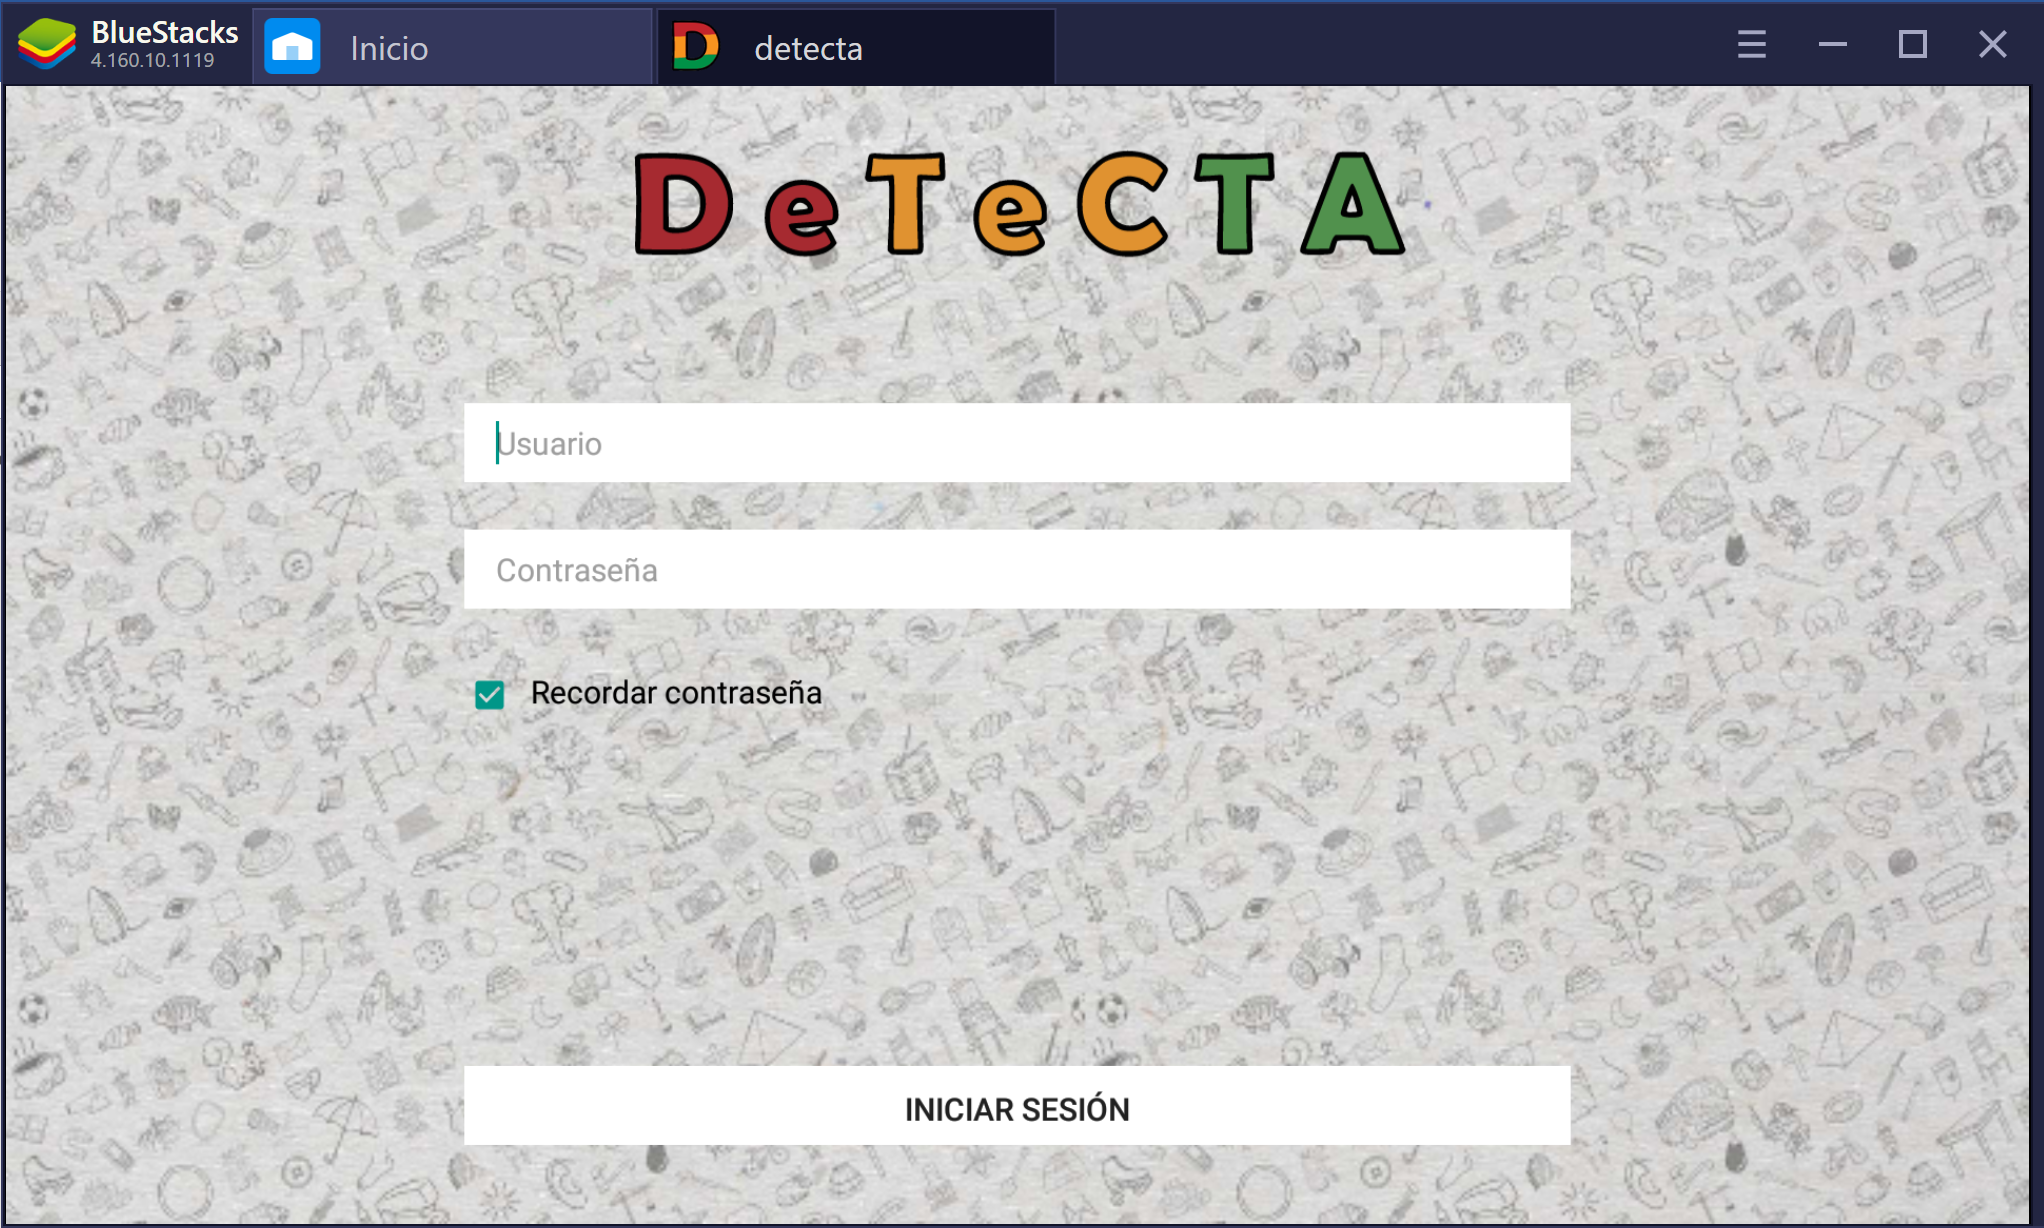 BlueStacks
4.160.10.1119
Inicio
detecta
DeTeCTA
Usuario
Contraseña
Recordar contraseña
INICIAR SESIÓN